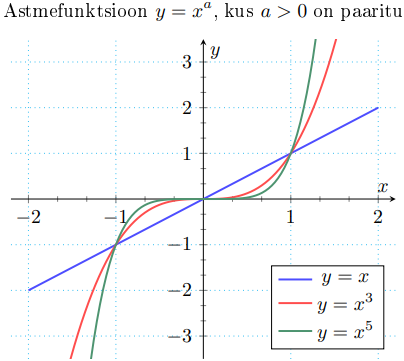 Astmefunktsioon y = x^a, kus a > 0 on paaritu
y
3
2
1
x
−2 −1 1 2
−1
−2
−3
y = x
y = x^3
y = x^5